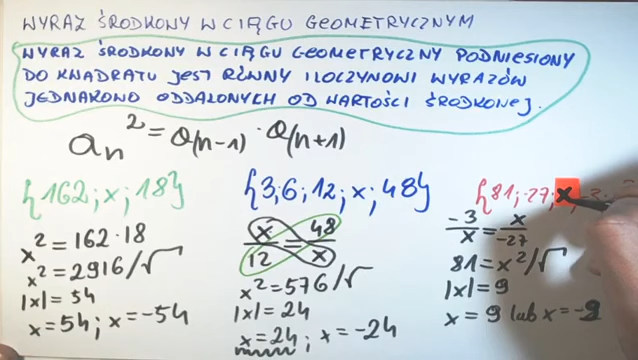 WYRAZ ŚRODKOWY W CIĄGU GEOMETRYCZNYM
WYRAZ ŚRODKOWY W CIĄGU GEOMETRYCZNY PODNIESIONY
DO KWADRATU JEST RÓWNY ILOCZYNOWI WYRAZÓW
JEDNAKOWO ODDALONYCH OD WARTOŚCI ŚRODKOWEJ.
an² = a(n-1) · a(n+1)
{162; x; 18}
x² = 162·18
x² = 2916 /√
|x| = 54
x = 54; x = -54
{3; 6; 12; x; 48}
x/12 = 48/x
x² = 576 /√
|x| = 24
x = 24; x = -24
{81; -27; x;
-3/x = x/-27
81 = x² /√
|x| = 9
x = 9 lub x = -9